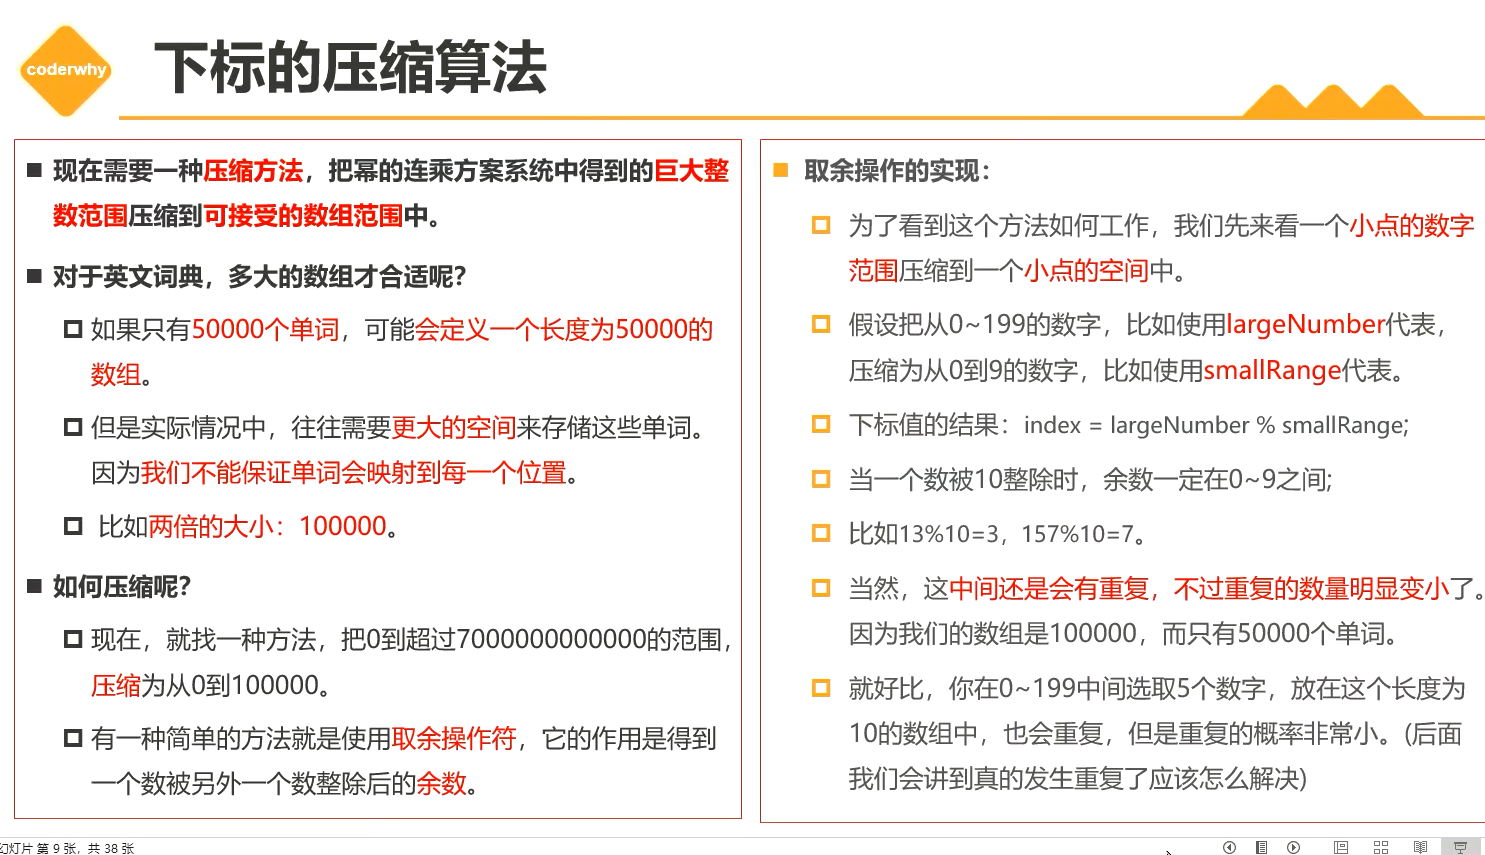 coderwhy
下标的压缩算法
现在需要一种压缩方法，把幂的连乘方案系统中得到的巨大整
数范围压缩到可接受的数组范围中。
对于英文词典，多大的数组才合适呢？
如果只有50000个单词，可能会定义一个长度为50000的
数组。
但是实际情况中，往往需要更大的空间来存储这些单词。
因为我们不能保证单词会映射到每一个位置。
比如两倍的大小：100000。
如何压缩呢？
现在，就找一种方法，把0到超过7000000000000的范围，
压缩为从0到100000。
有一种简单的方法就是使用取余操作符，它的作用是得到
一个数被另外一个数整除后的余数。
取余操作的实现：
为了看到这个方法如何工作，我们先来看一个小点的数字
范围压缩到一个小点的空间中。
假设把从0~199的数字，比如使用largeNumber代表，
压缩为从0到9的数字，比如使用smallRange代表。
下标值的结果：index = largeNumber % smallRange;
当一个数被10整除时，余数一定在0~9之间;
比如13%10=3，157%10=7。
当然，这中间还是会有重复，不过重复的数量明显变小了。
因为我们的数组是100000，而只有50000个单词。
就好比，你在0~199中间选取5个数字，放在这个长度为
10的数组中，也会重复，但是重复的概率非常小。(后面
我们会讲到真的发生重复了应该怎么解决)
幻灯片 第 9 张，共 38 张